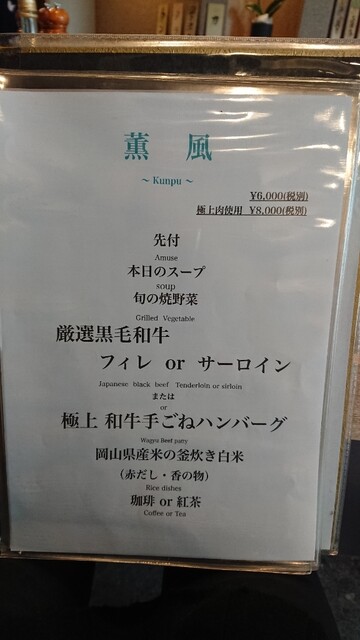 薫 風
～ Kunpu ～
¥6,000(税別)
極上肉使用 ¥8,000(税別)
先付
Amuse
本日のスープ
soup
旬の焼野菜
Grilled Vegetable
厳選黒毛和牛
フィレ or サーロイン
Japanese black beef Tenderloin or sirloin
または
or
極上 和牛手ごねハンバーグ
Wagyu Beef patty
岡山県産米の釜炊き白米
(赤だし・香の物)
Rice dishes
珈琲 or 紅茶
Coffee or Tea